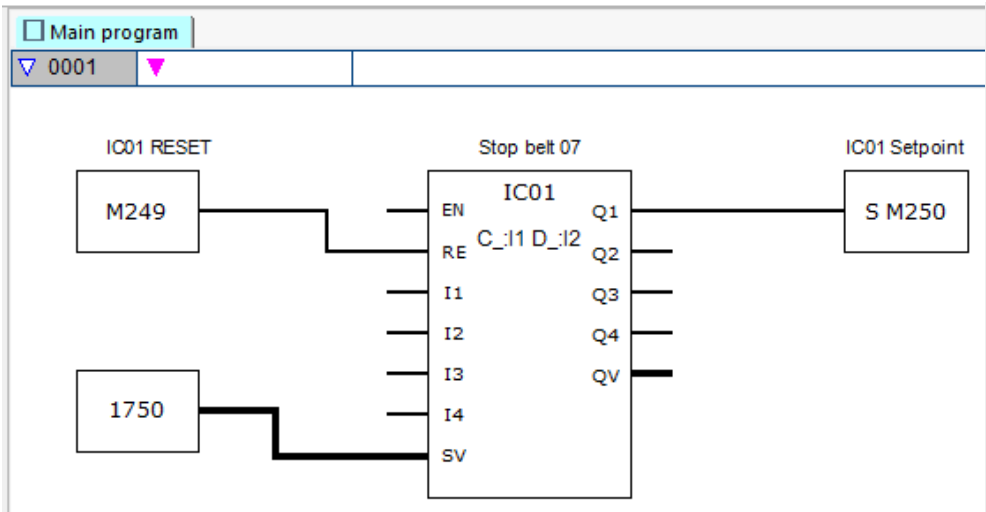 Main program
0001
IC01 RESET
Stop belt 07
IC01 Setpoint
M249
IC01
S M250
EN
Q1
C_:I1 D_:I2
RE
Q2
I1
Q3
I2
Q4
I3
QV
1750
I4
SV